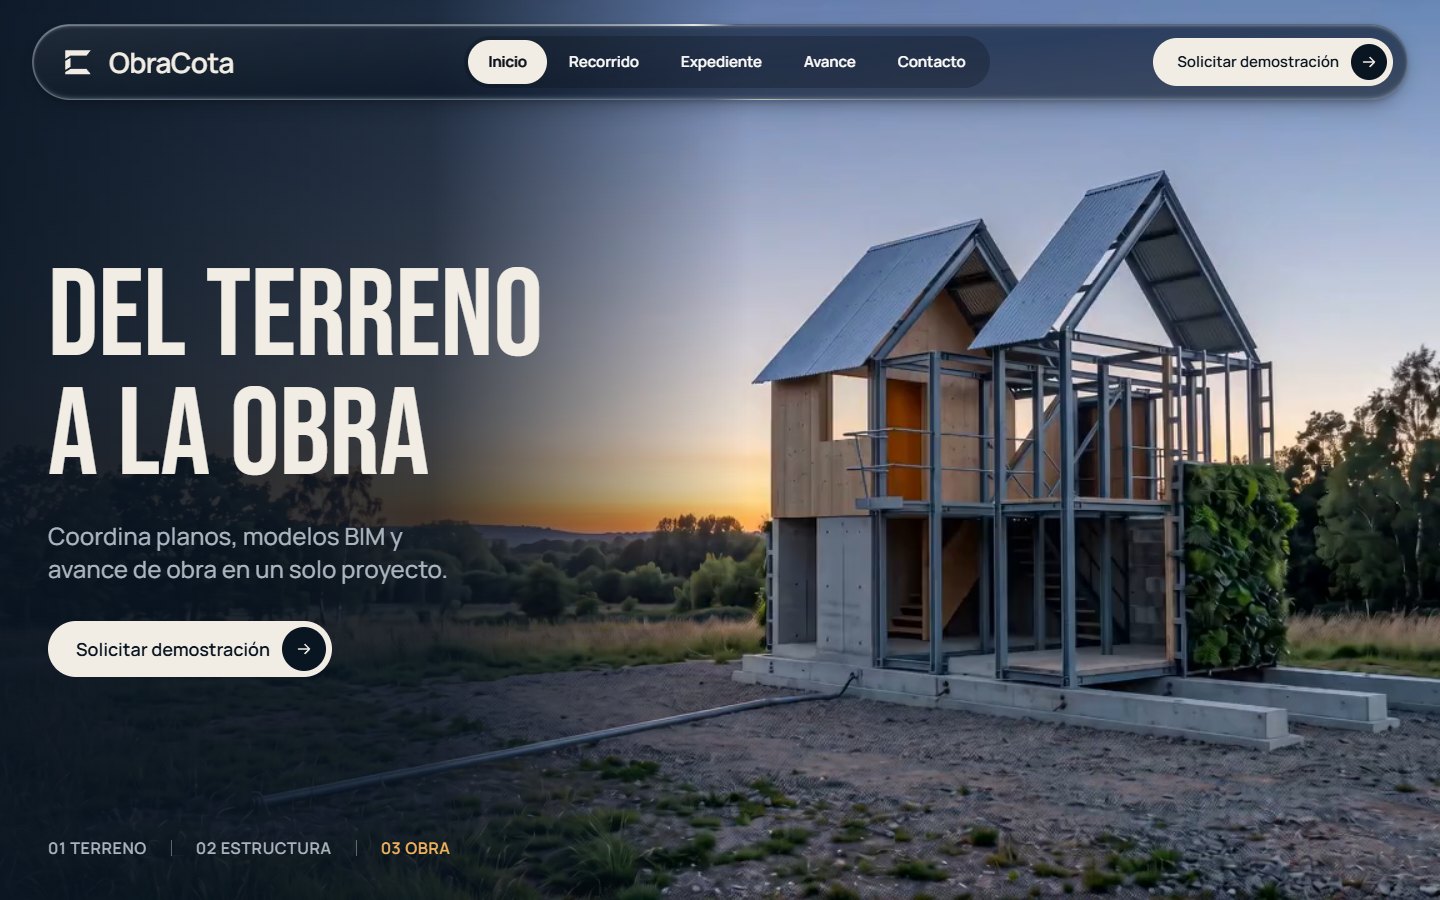 ObraCota
Inicio
Recorrido
Expediente
Avance
Contacto
Solicitar demostración
DEL TERRENO
A LA OBRA
Coordina planos, modelos BIM y
avance de obra en un solo proyecto.
Solicitar demostración
01 TERRENO
02 ESTRUCTURA
03 OBRA